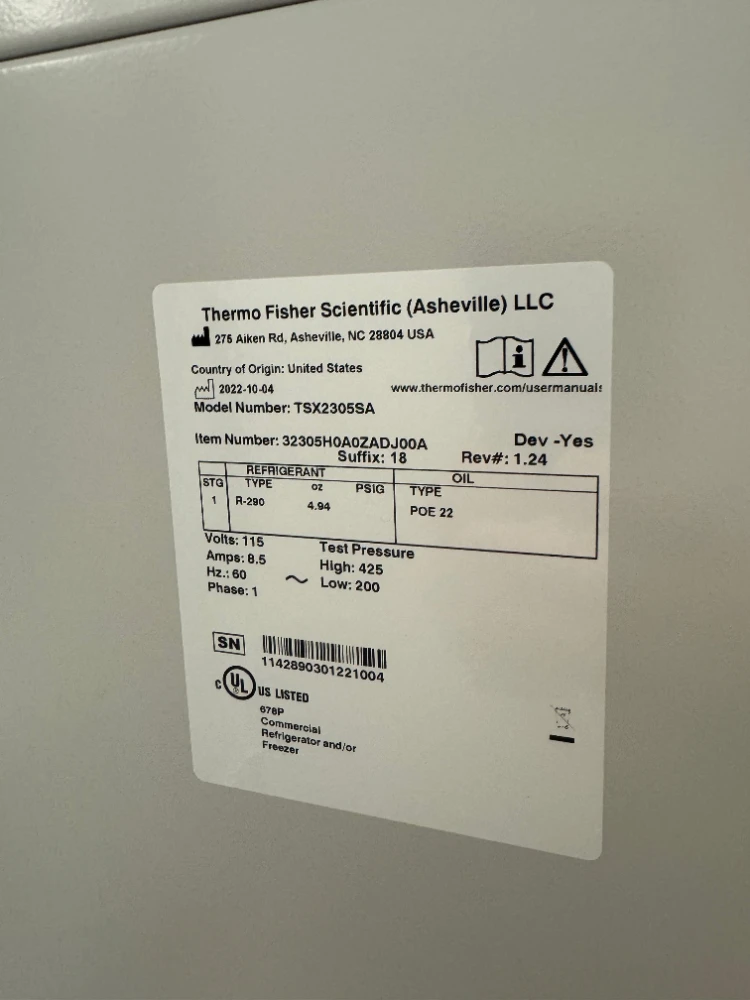 Thermo Fisher Scientific (Asheville) LLC
275 Aiken Rd, Asheville, NC 28804 USA
Country of Origin: United States
2022-10-04
www.thermofisher.com/usermanuals
Model Number: TSX2305SA
Item Number: 32305H0A0ZADJ00A Dev -Yes
Suffix: 18 Rev#: 1.24
REFRIGERANT OIL
STG TYPE oz PSIG TYPE
1 R-290 4.94 POE 22
Volts: 115 Test Pressure
Amps: 8.5 High: 425
Hz.: 60 Low: 200
Phase: 1
SN
1142890301221004
C UL US LISTED
678P
Commercial
Refrigerator and/or
Freezer